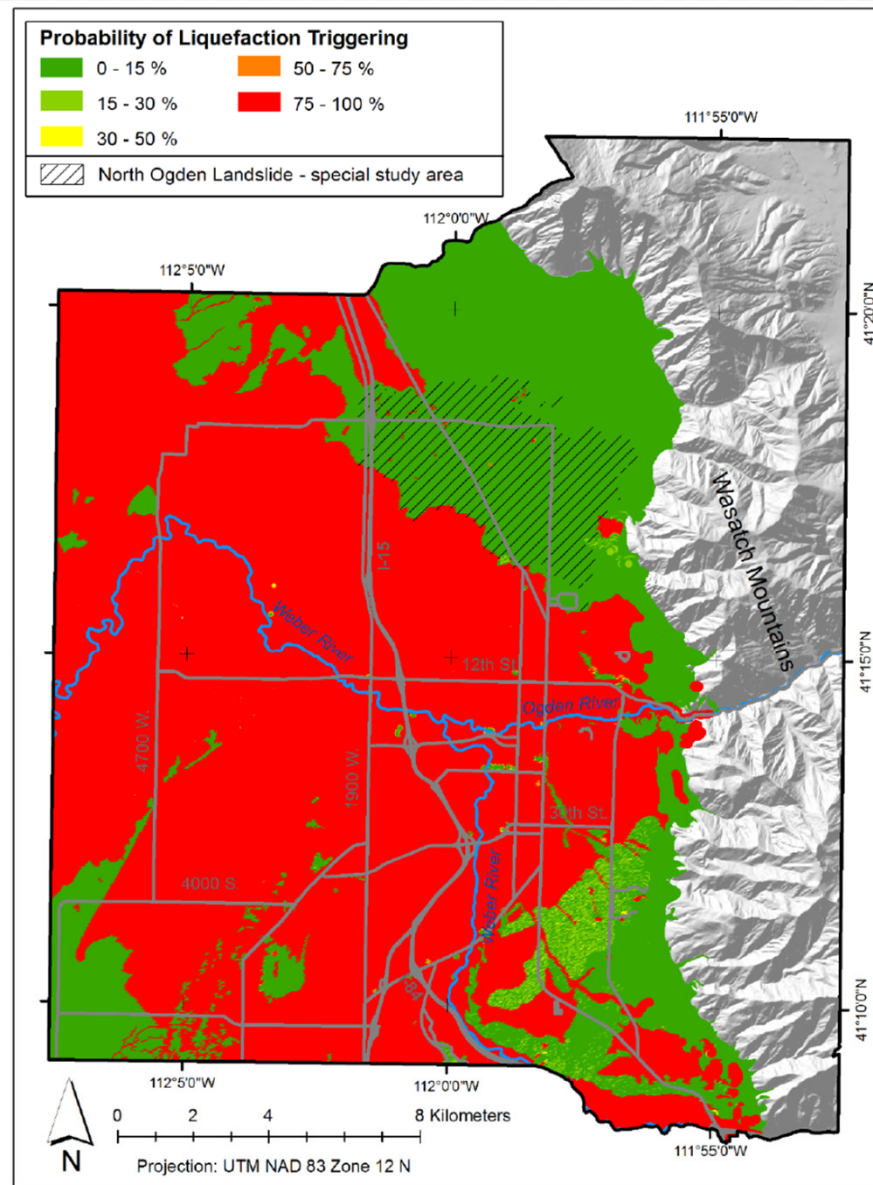 Probability of Liquefaction Triggering
0 - 15 %
50 - 75 %
15 - 30 %
75 - 100 %
30 - 50 %
North Ogden Landslide - special study area
111°55'0"W
112°0'0"W
112°5'0"W
41°20'0"N
Wasatch Mountains
I-15
Weber River
12th St.
41°15'0"N
Ogden River
4700 W.
1900 W.
30th St.
4000 S.
Weber River
I-84
41°10'0"N
112°5'0"W
112°0'0"W
111°55'0"W
0 2 4 8 Kilometers
N
Projection: UTM NAD 83 Zone 12 N